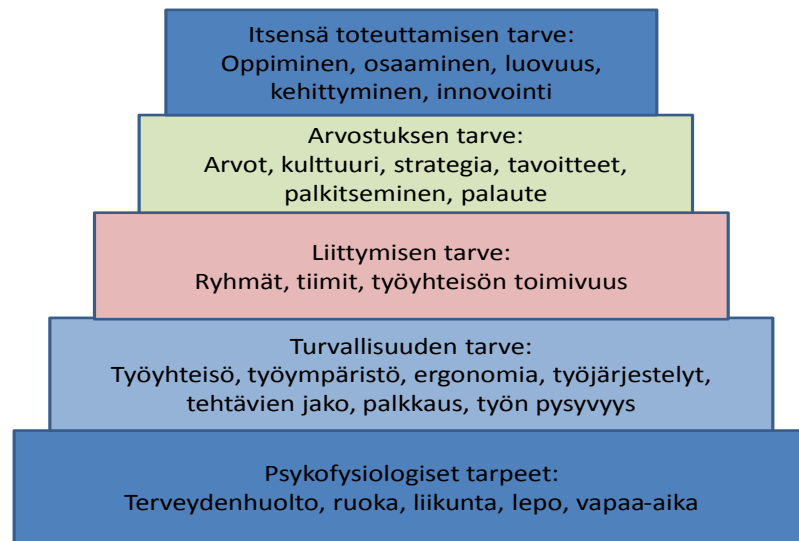 Itsensä toteuttamisen tarve:
Oppiminen, osaaminen, luovuus,
kehittyminen, innovointi
Arvostuksen tarve:
Arvot, kulttuuri, strategia, tavoitteet,
palkitseminen, palaute
Liittymisen tarve:
Ryhmät, tiimit, työyhteisön toimivuus
Turvallisuuden tarve:
Työyhteisö, työympäristö, ergonomia, työjärjestelyt,
tehtävien jako, palkkaus, työn pysyvyys
Psykofysiologiset tarpeet:
Terveydenhuolto, ruoka, liikunta, lepo, vapaa-aika